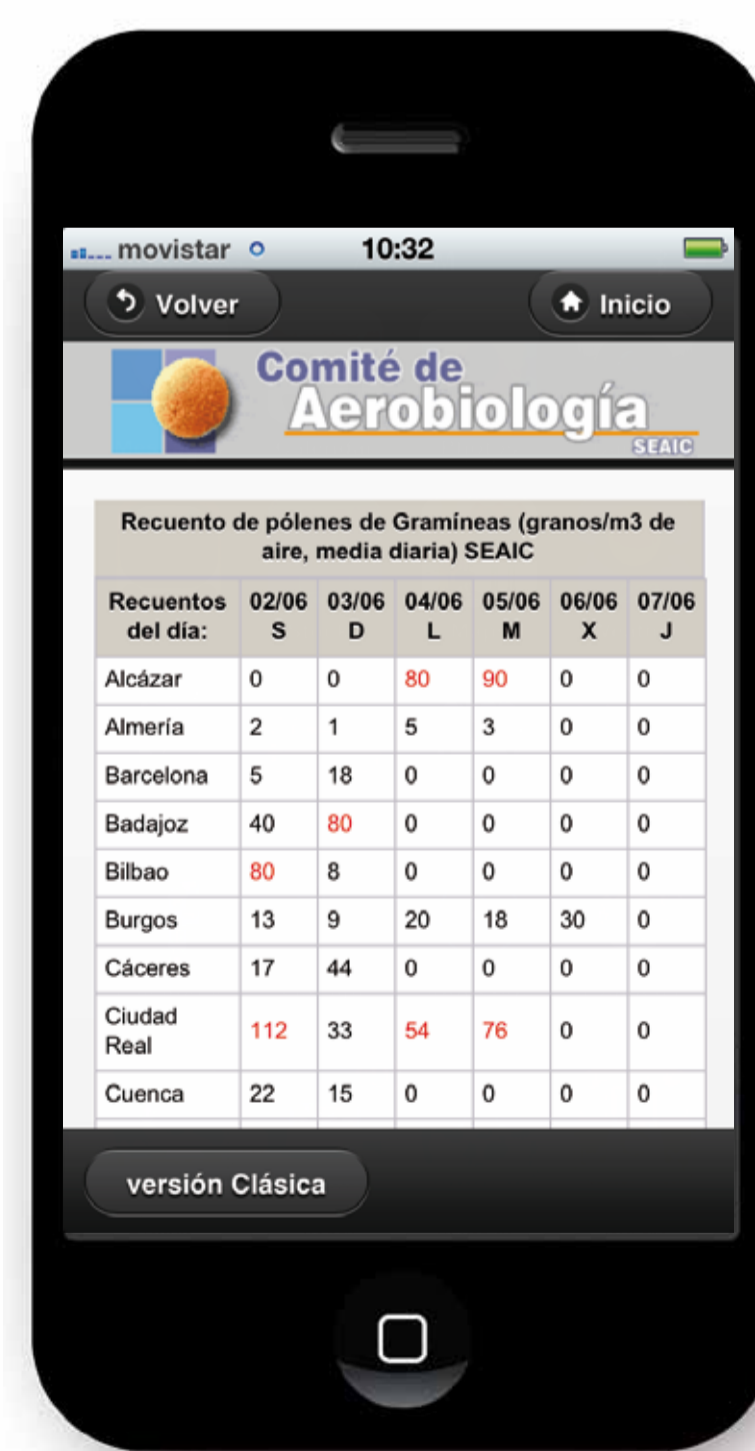 movistar 10:32
Volver Inicio
Comité de
Aerobiología
SEAIC
Recuento de pólenes de Gramíneas (granos/m3 de
aire, media diaria) SEAIC
Recuentos 02/06 03/06 04/06 05/06 06/06 07/06
del día: S D L M X J
Alcázar 0 0 80 90 0 0
Almería 2 1 5 3 0 0
Barcelona 5 18 0 0 0 0
Badajoz 40 80 0 0 0 0
Bilbao 80 8 0 0 0 0
Burgos 13 9 20 18 30 0
Cáceres 17 44 0 0 0 0
Ciudad
Real 112 33 54 76 0 0
Cuenca 22 15 0 0 0 0
versión Clásica